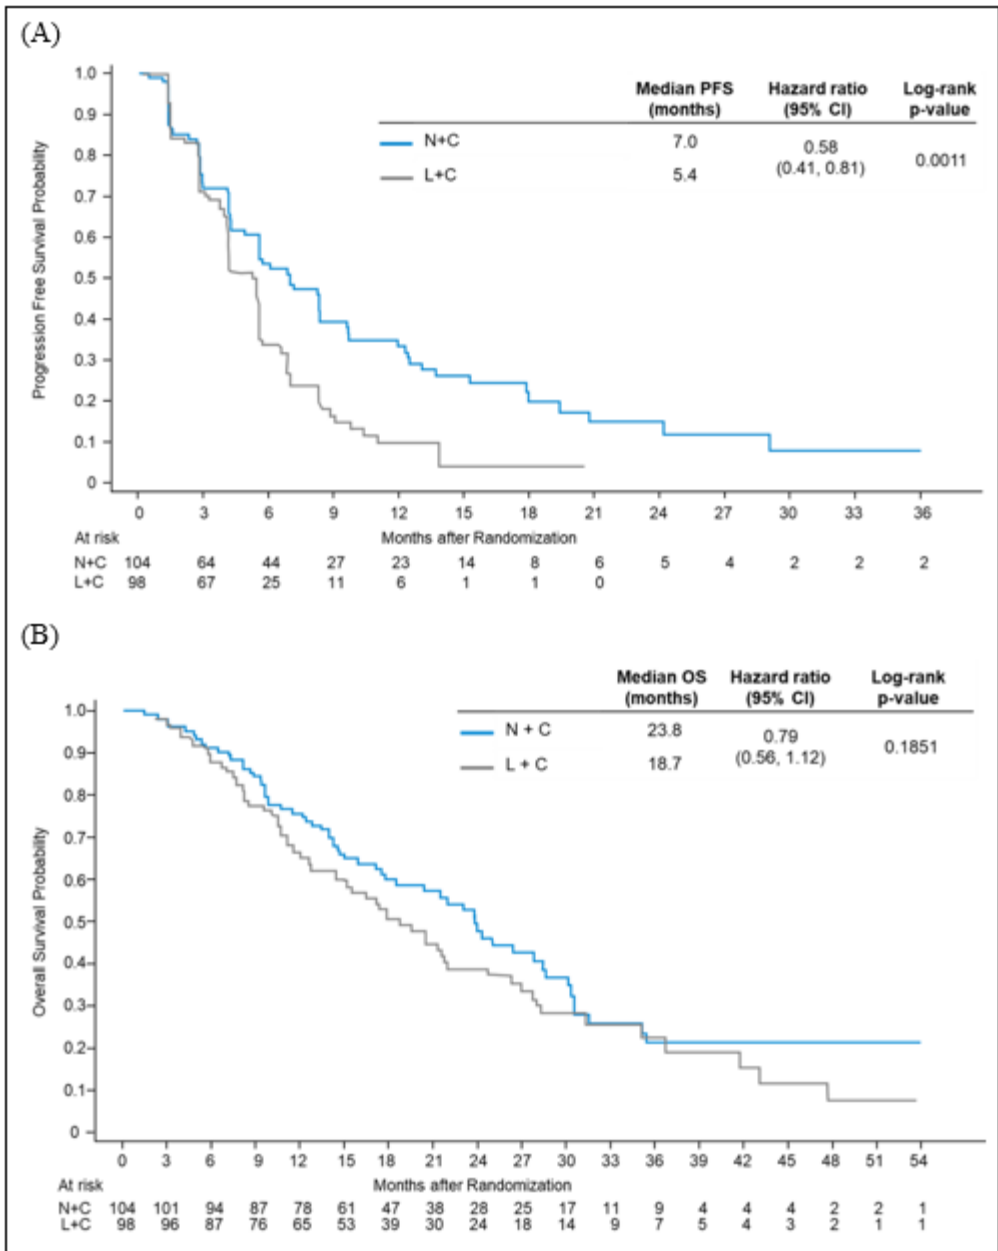 (A)
Median PFS (months) Hazard ratio (95% CI) Log-rank p-value
N+C 7.0 0.58 (0.41, 0.81) 0.0011
L+C 5.4
Progression Free Survival Probability
1.0
0.9
0.8
0.7
0.6
0.5
0.4
0.3
0.2
0.1
0
0 3 6 9 12 15 18 21 24 27 30 33 36
At risk Months after Randomization
N+C 104 64 44 27 23 14 8 6 5 4 2 2 2
L+C 98 67 25 11 6 1 1 0
(B)
Median OS (months) Hazard ratio (95% CI) Log-rank p-value
N + C 23.8 0.79 (0.56, 1.12) 0.1851
L + C 18.7
Overall Survival Probability
1.0
0.9
0.8
0.7
0.6
0.5
0.4
0.3
0.2
0.1
0
0 3 6 9 12 15 18 21 24 27 30 33 36 39 42 45 48 51 54
At risk Months after Randomization
N+C 104 101 94 87 78 61 47 38 28 25 17 11 9 4 4 4 2 2 1
L+C 98 96 87 76 65 53 39 30 24 18 14 9 7 5 4 3 2 1 1